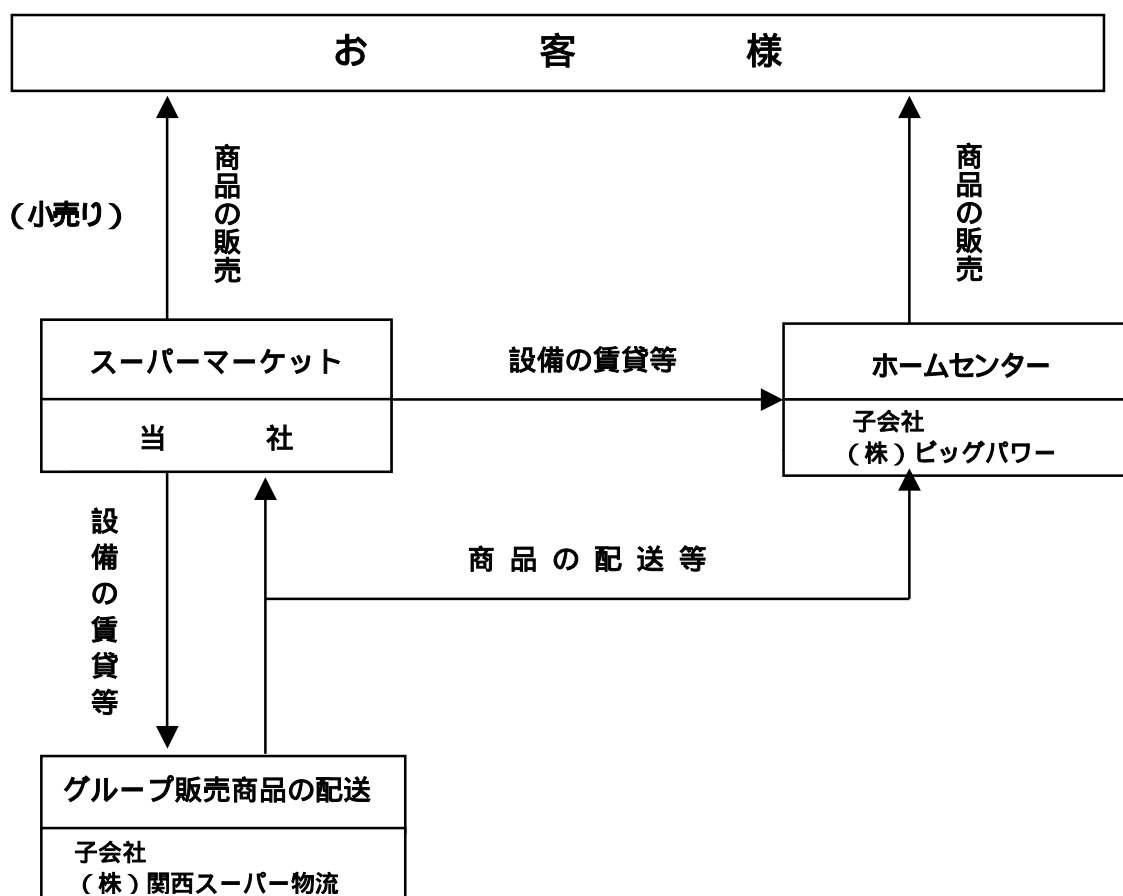 お客様
商品の販売
商品の販売
（小売り）
スーパーマーケット
当社
設備の賃貸等
ホームセンター
子会社
（株）ビッグパワー
設備の賃貸等
商品の配送等
グループ販売商品の配送
子会社
（株）関西スーパー物流